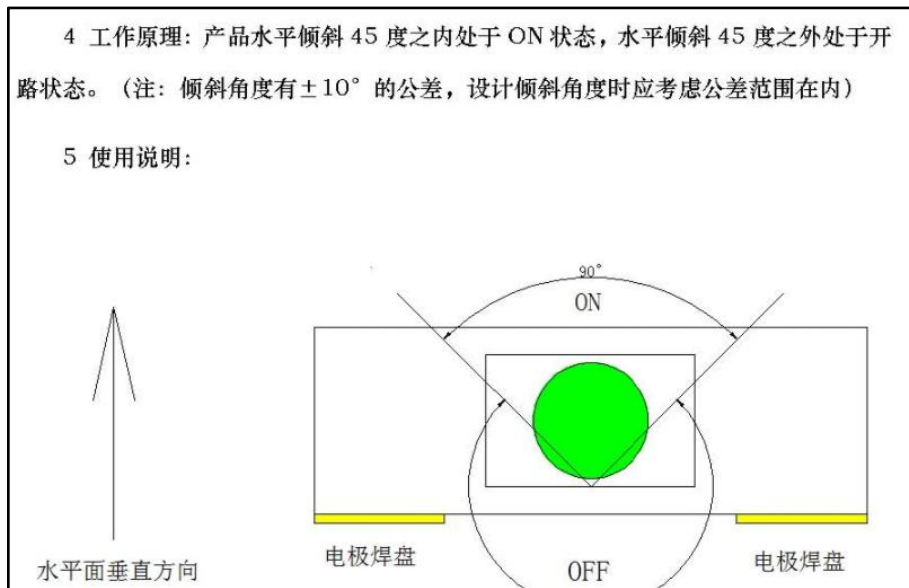 4 工作原理: 产品水平倾斜 45 度之内处于 ON 状态, 水平倾斜 45 度之外处于开
路状态。(注: 倾斜角度有±10° 的公差, 设计倾斜角度时应考虑公差范围在内)
5 使用说明:
90°
ON
电极焊盘
电极焊盘
水平面垂直方向
OFF